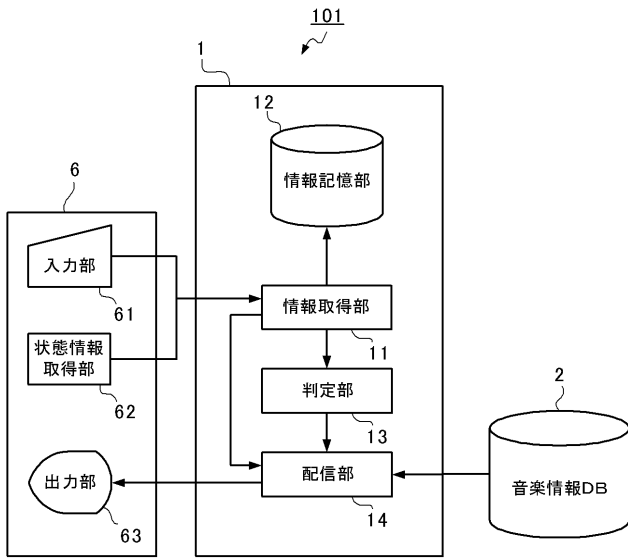 101
1
12
情報記憶部
6
入力部
61
情報取得部
11
状態情報
取得部
62
判定部
13
2
出力部
63
配信部
14
音楽情報DB